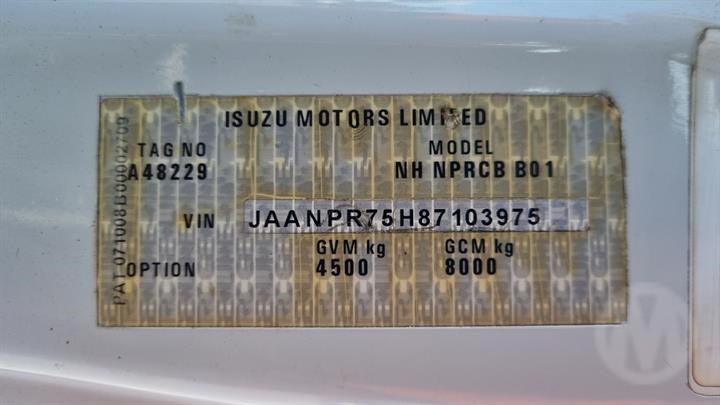 ISUZU MOTORS LIMITED
TAG NO MODEL
A48229 NH NPRCB B01
VIN JAANPR75H87103975
GVM kg GCM kg
OPTION 4500 8000
PAT 071008B00002709
M